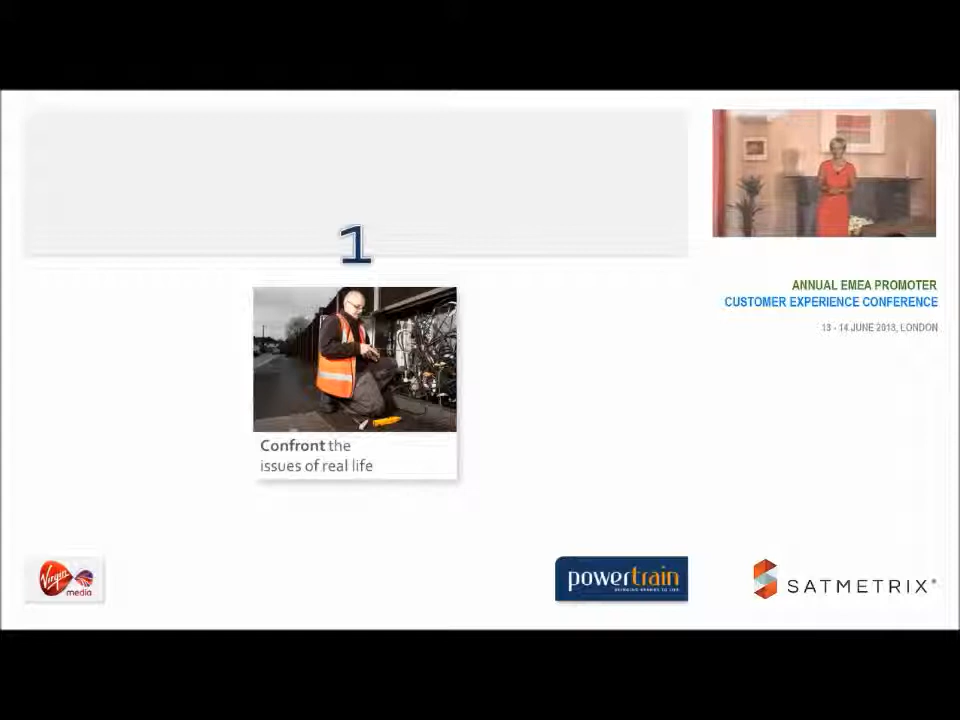 1
Confront the
issues of real life
ANNUAL EMEA PROMOTER
CUSTOMER EXPERIENCE CONFERENCE
13 - 14 JUNE 2013, LONDON
Virgin
media
powertrain
SATMETRIX®